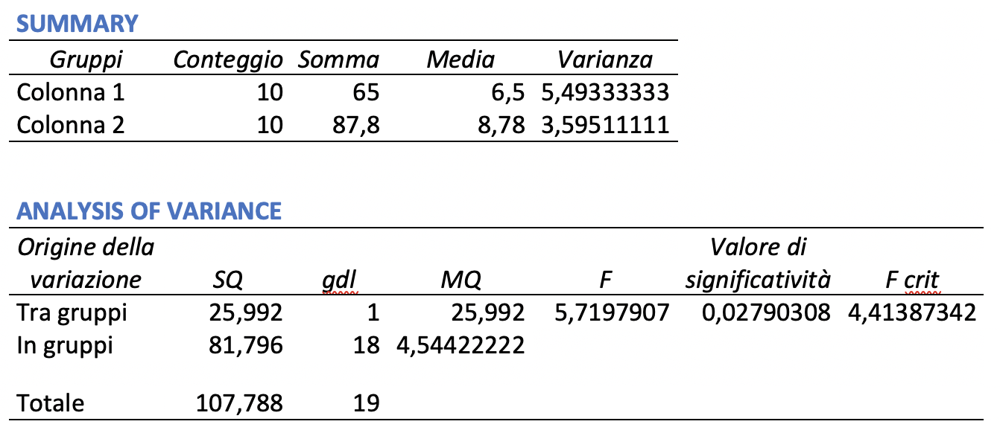 SUMMARY
Gruppi Conteggio Somma Media Varianza
Colonna 1 10 65 6,5 5,49333333
Colonna 2 10 87,8 8,78 3,59511111
ANALYSIS OF VARIANCE
Origine della Valore di
variazione SQ gdl MQ F significatività F crit
Tra gruppi 25,992 1 25,992 5,7197907 0,02790308 4,41387342
In gruppi 81,796 18 4,54422222
Totale 107,788 19